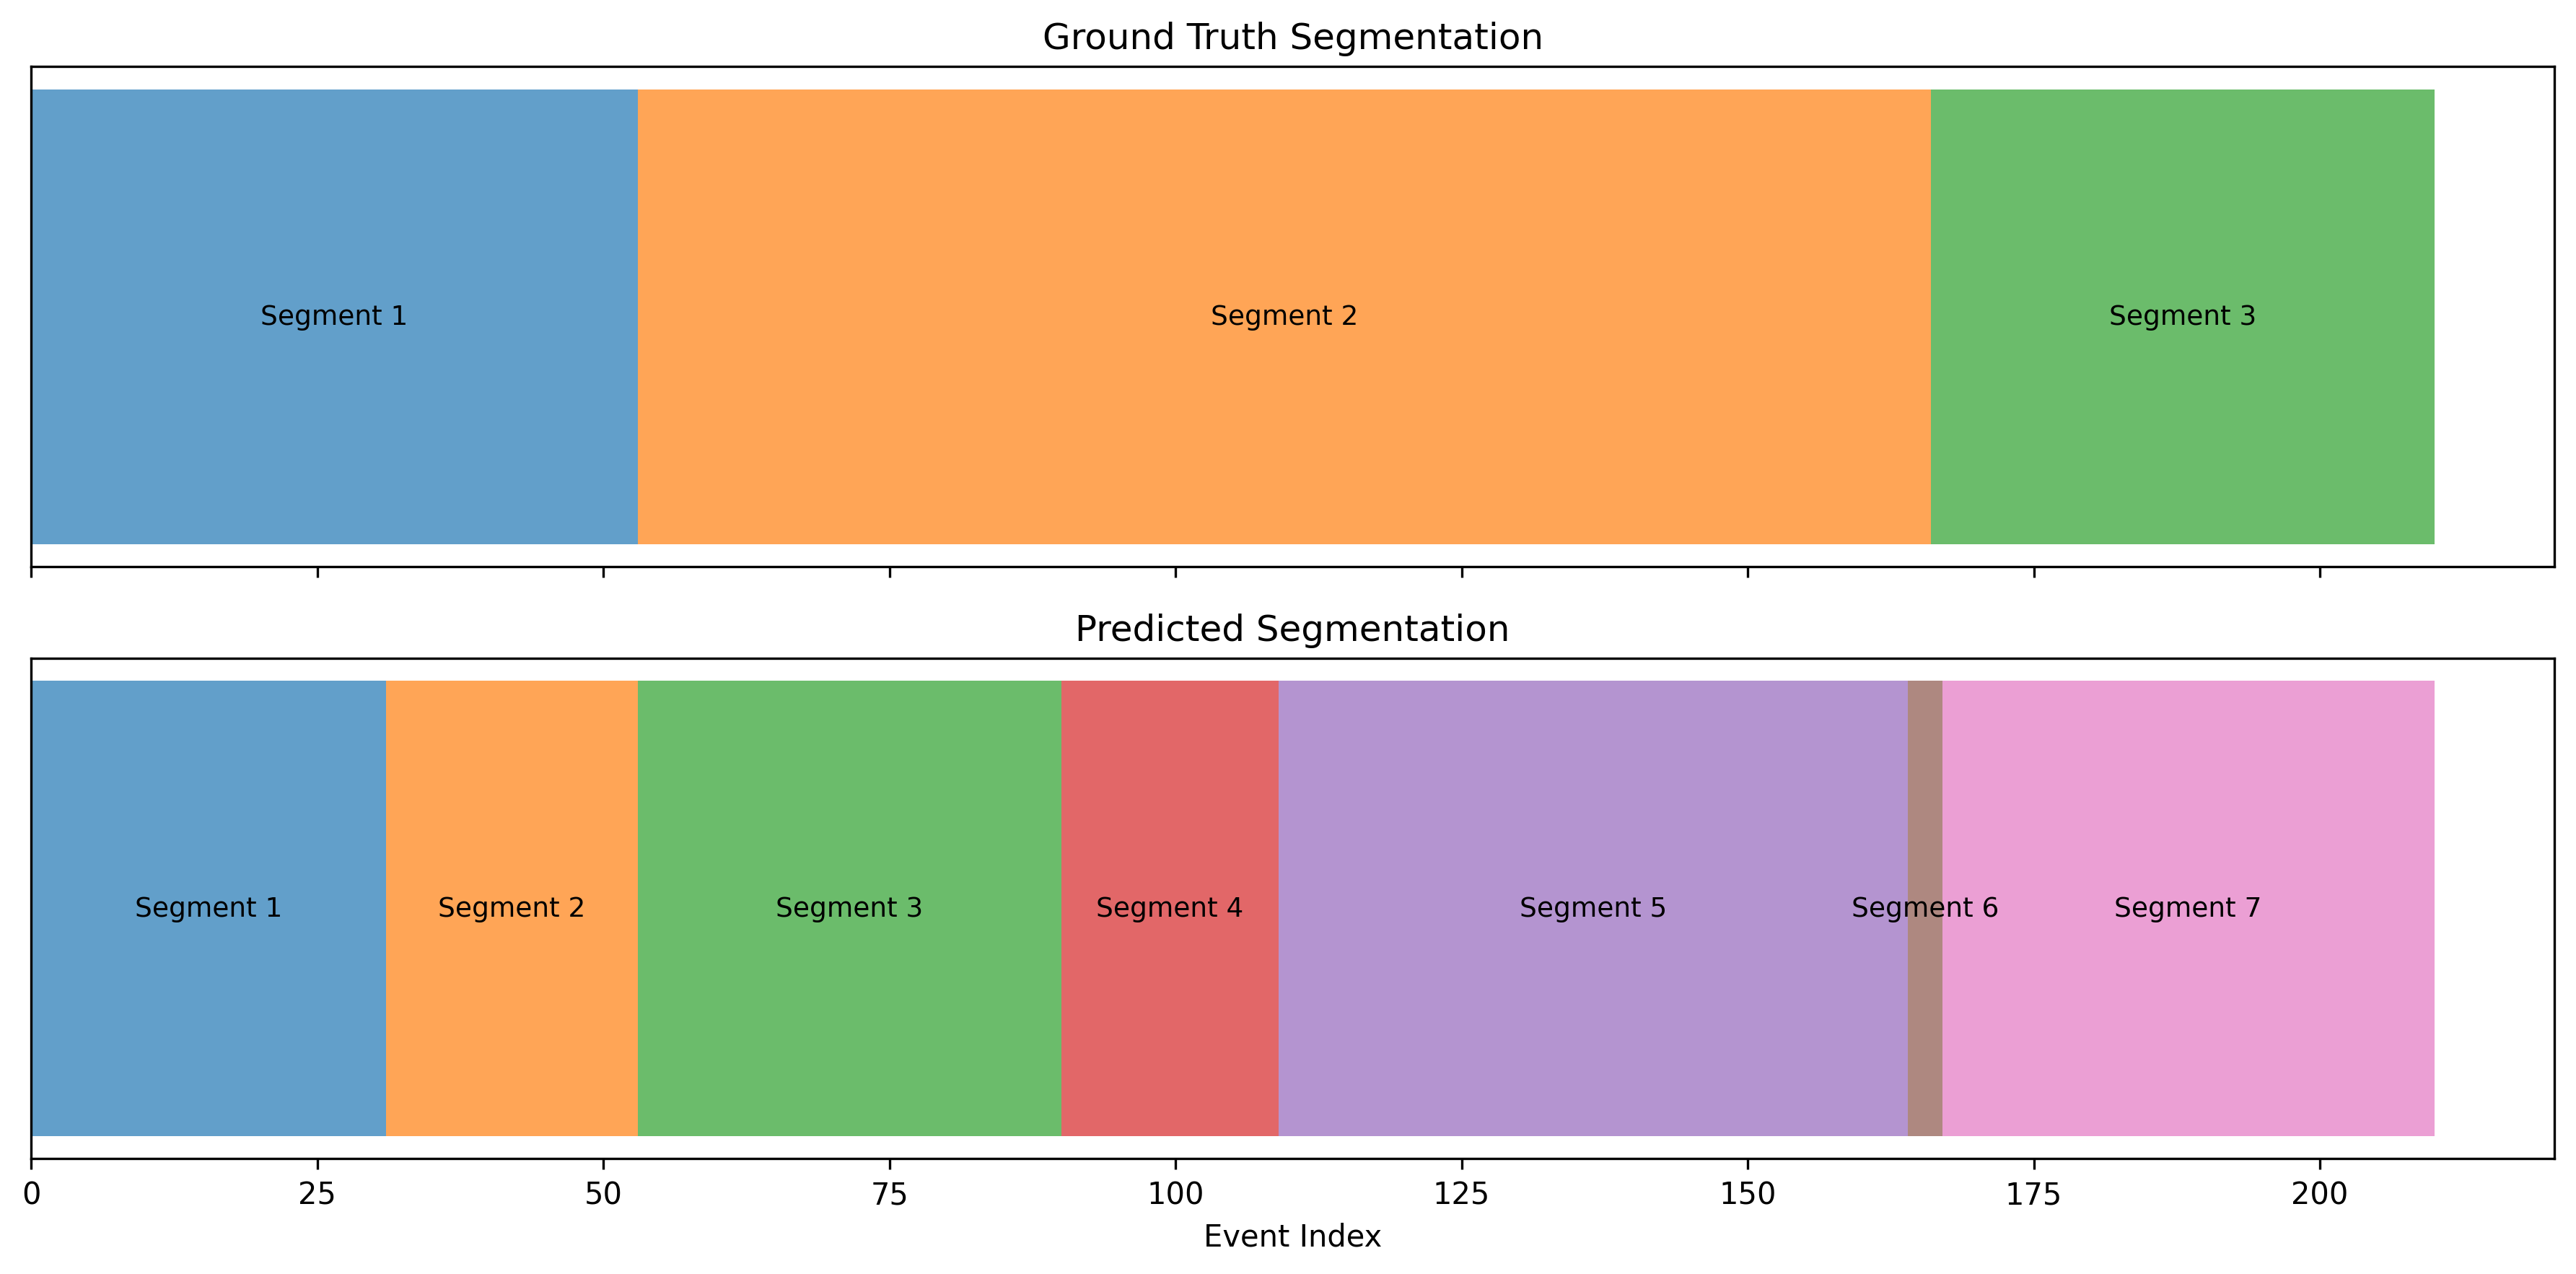 Ground Truth Segmentation
Segment 1 Segment 2 Segment 3
Predicted Segmentation
Segment 1 Segment 2 Segment 3 Segment 4 Segment 5 Segment 6 Segment 7
0 25 50 75 100 125 150 175 200
Event Index